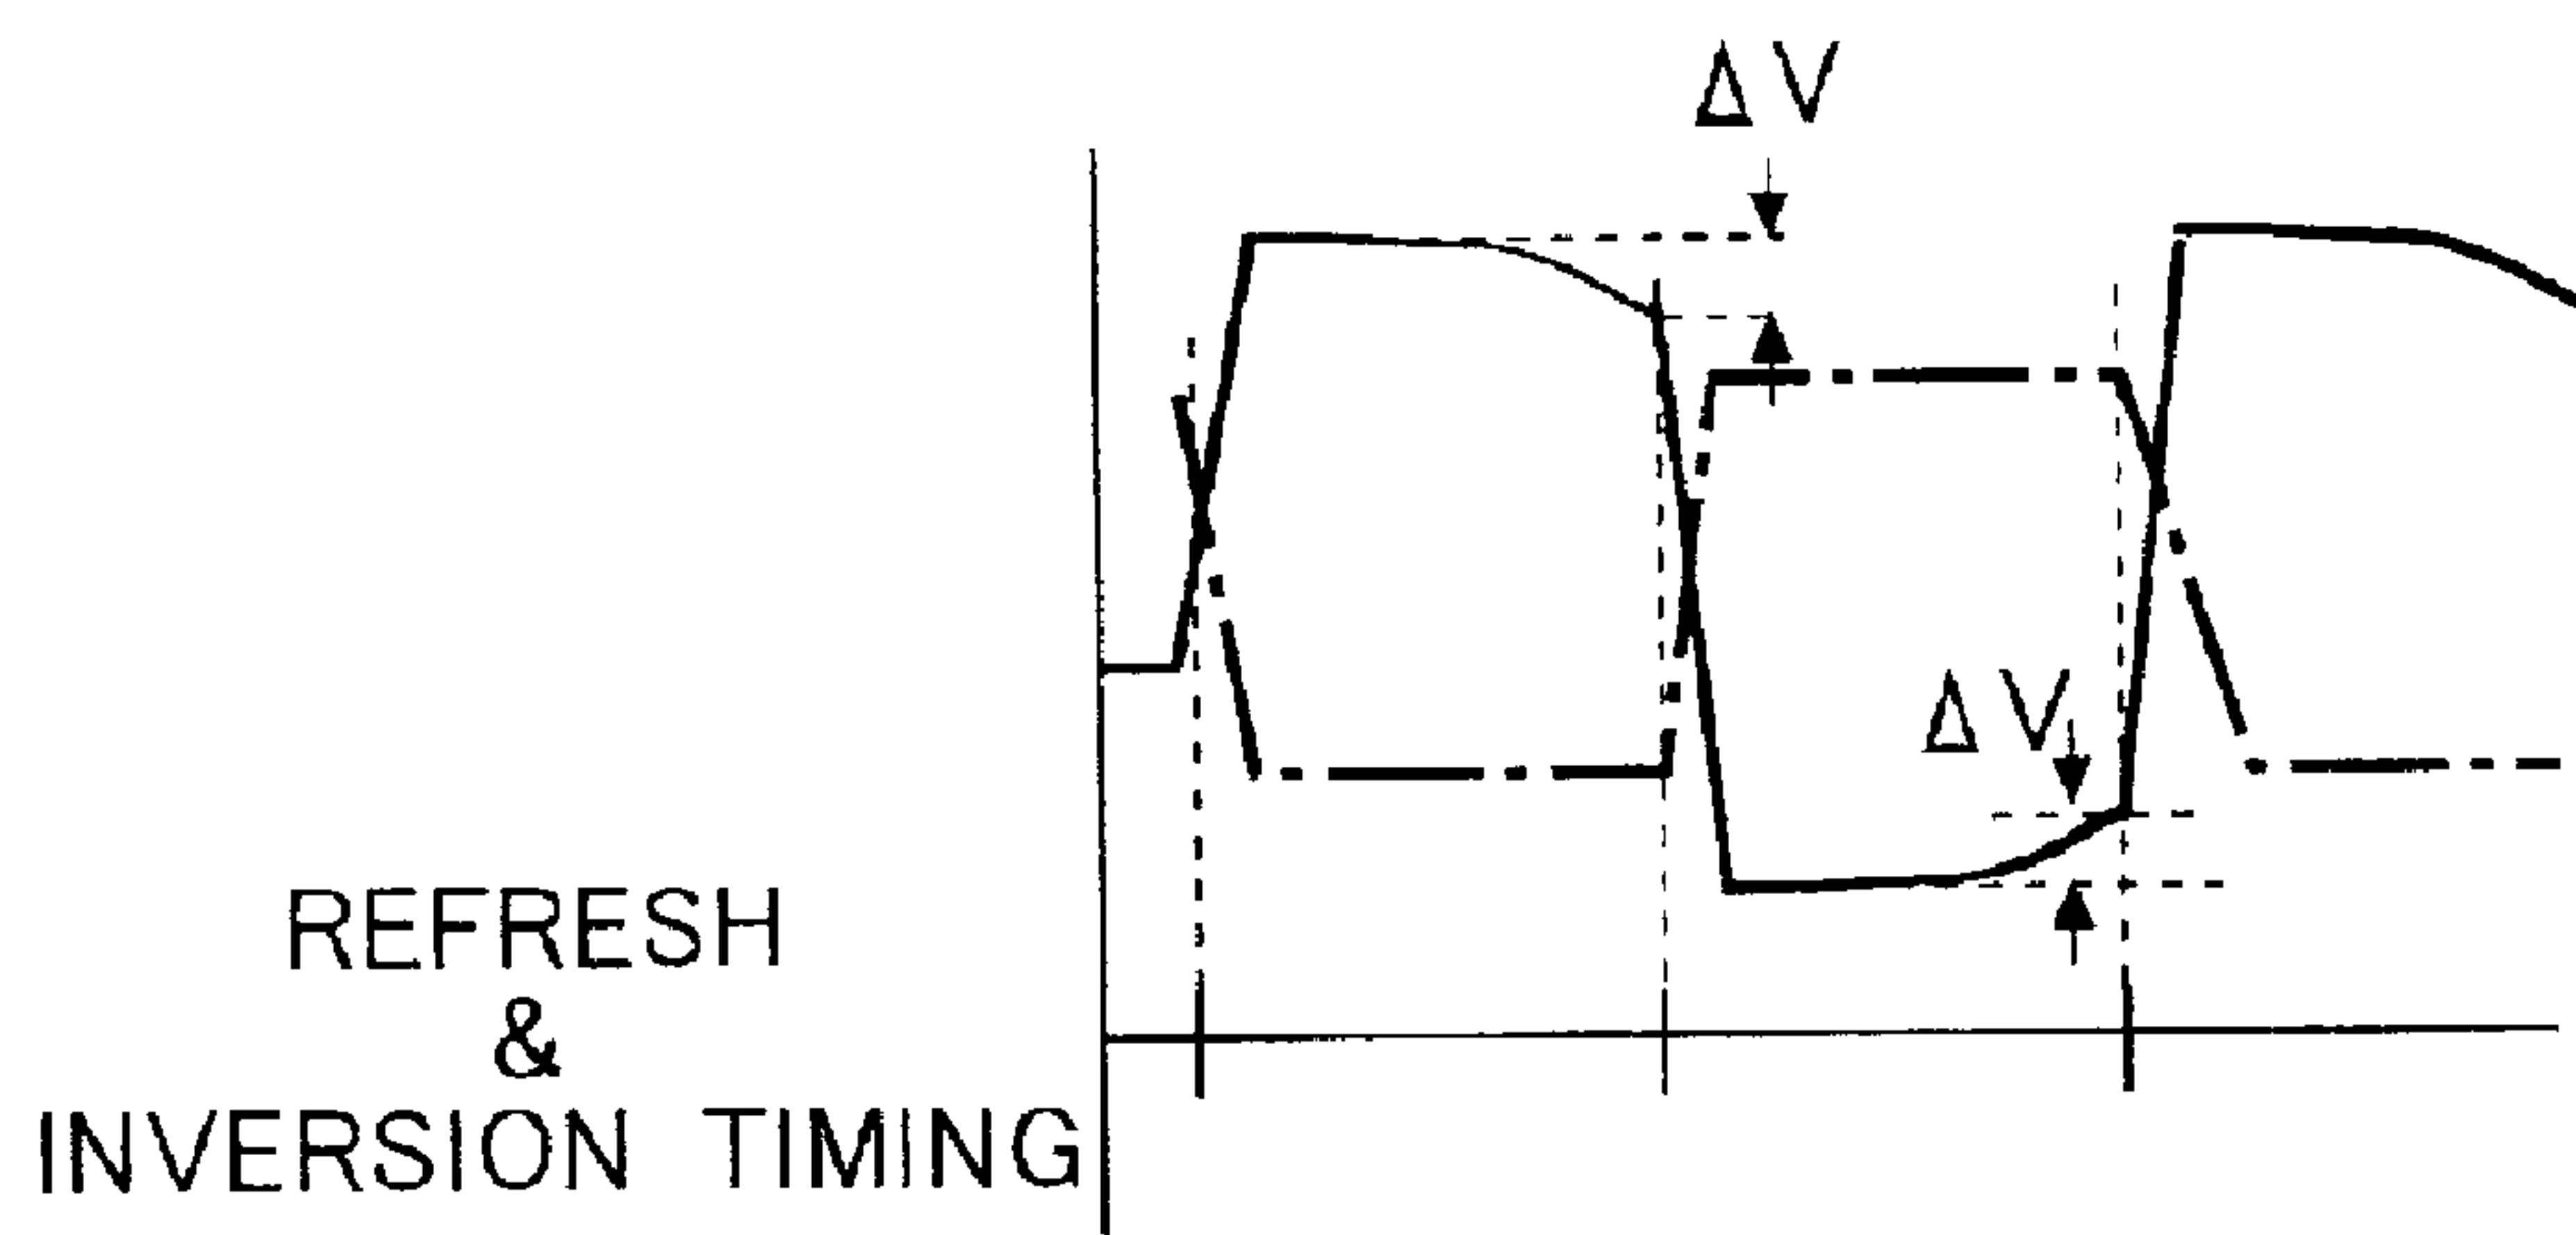 ΔV
ΔV
REFRESH
&
INVERSION TIMING